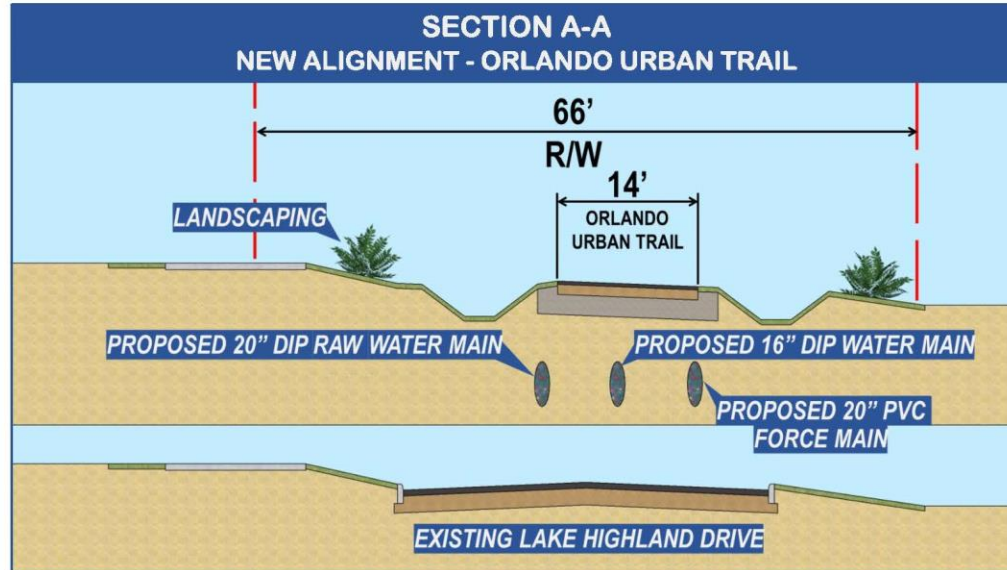 SECTION A-A
NEW ALIGNMENT - ORLANDO URBAN TRAIL
66’
R/W
14’
ORLANDO
URBAN TRAIL
LANDSCAPING
PROPOSED 20” DIP RAW WATER MAIN
PROPOSED 16” DIP WATER MAIN
PROPOSED 20” PVC
FORCE MAIN
EXISTING LAKE HIGHLAND DRIVE